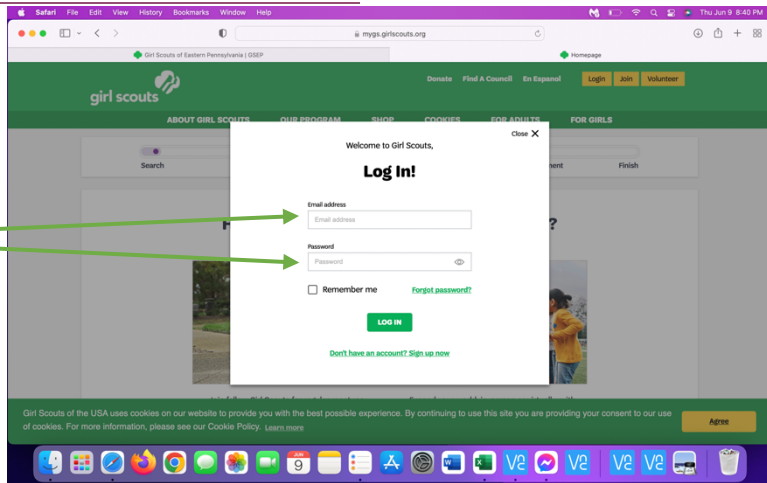 Safari File Edit View History Bookmarks Window Help
Thu Jun 9 8:40 PM
mygs.girlscouts.org
Girl Scouts of Eastern Pennsylvania | GSEP
Homepage
girl scouts
Donate Find A Council En Espanol Login Join Volunteer
ABOUT GIRL SCOUTS OUR PROGRAM SHOP COOKIES FOR ADULTS FOR GIRLS
Close X
Search
Finish
Welcome to Girl Scouts,
Log In!
Email address
Email address
?
Password
Password
Remember me Forgot password?
LOG IN
Don't have an account? Sign up now
Girl Scouts of the USA uses cookies on our website to provide you with the best possible experience. By continuing to use this site you are providing your consent to our use
of cookies. For more information, please see our Cookie Policy. Learn more
Agree
JUN
9